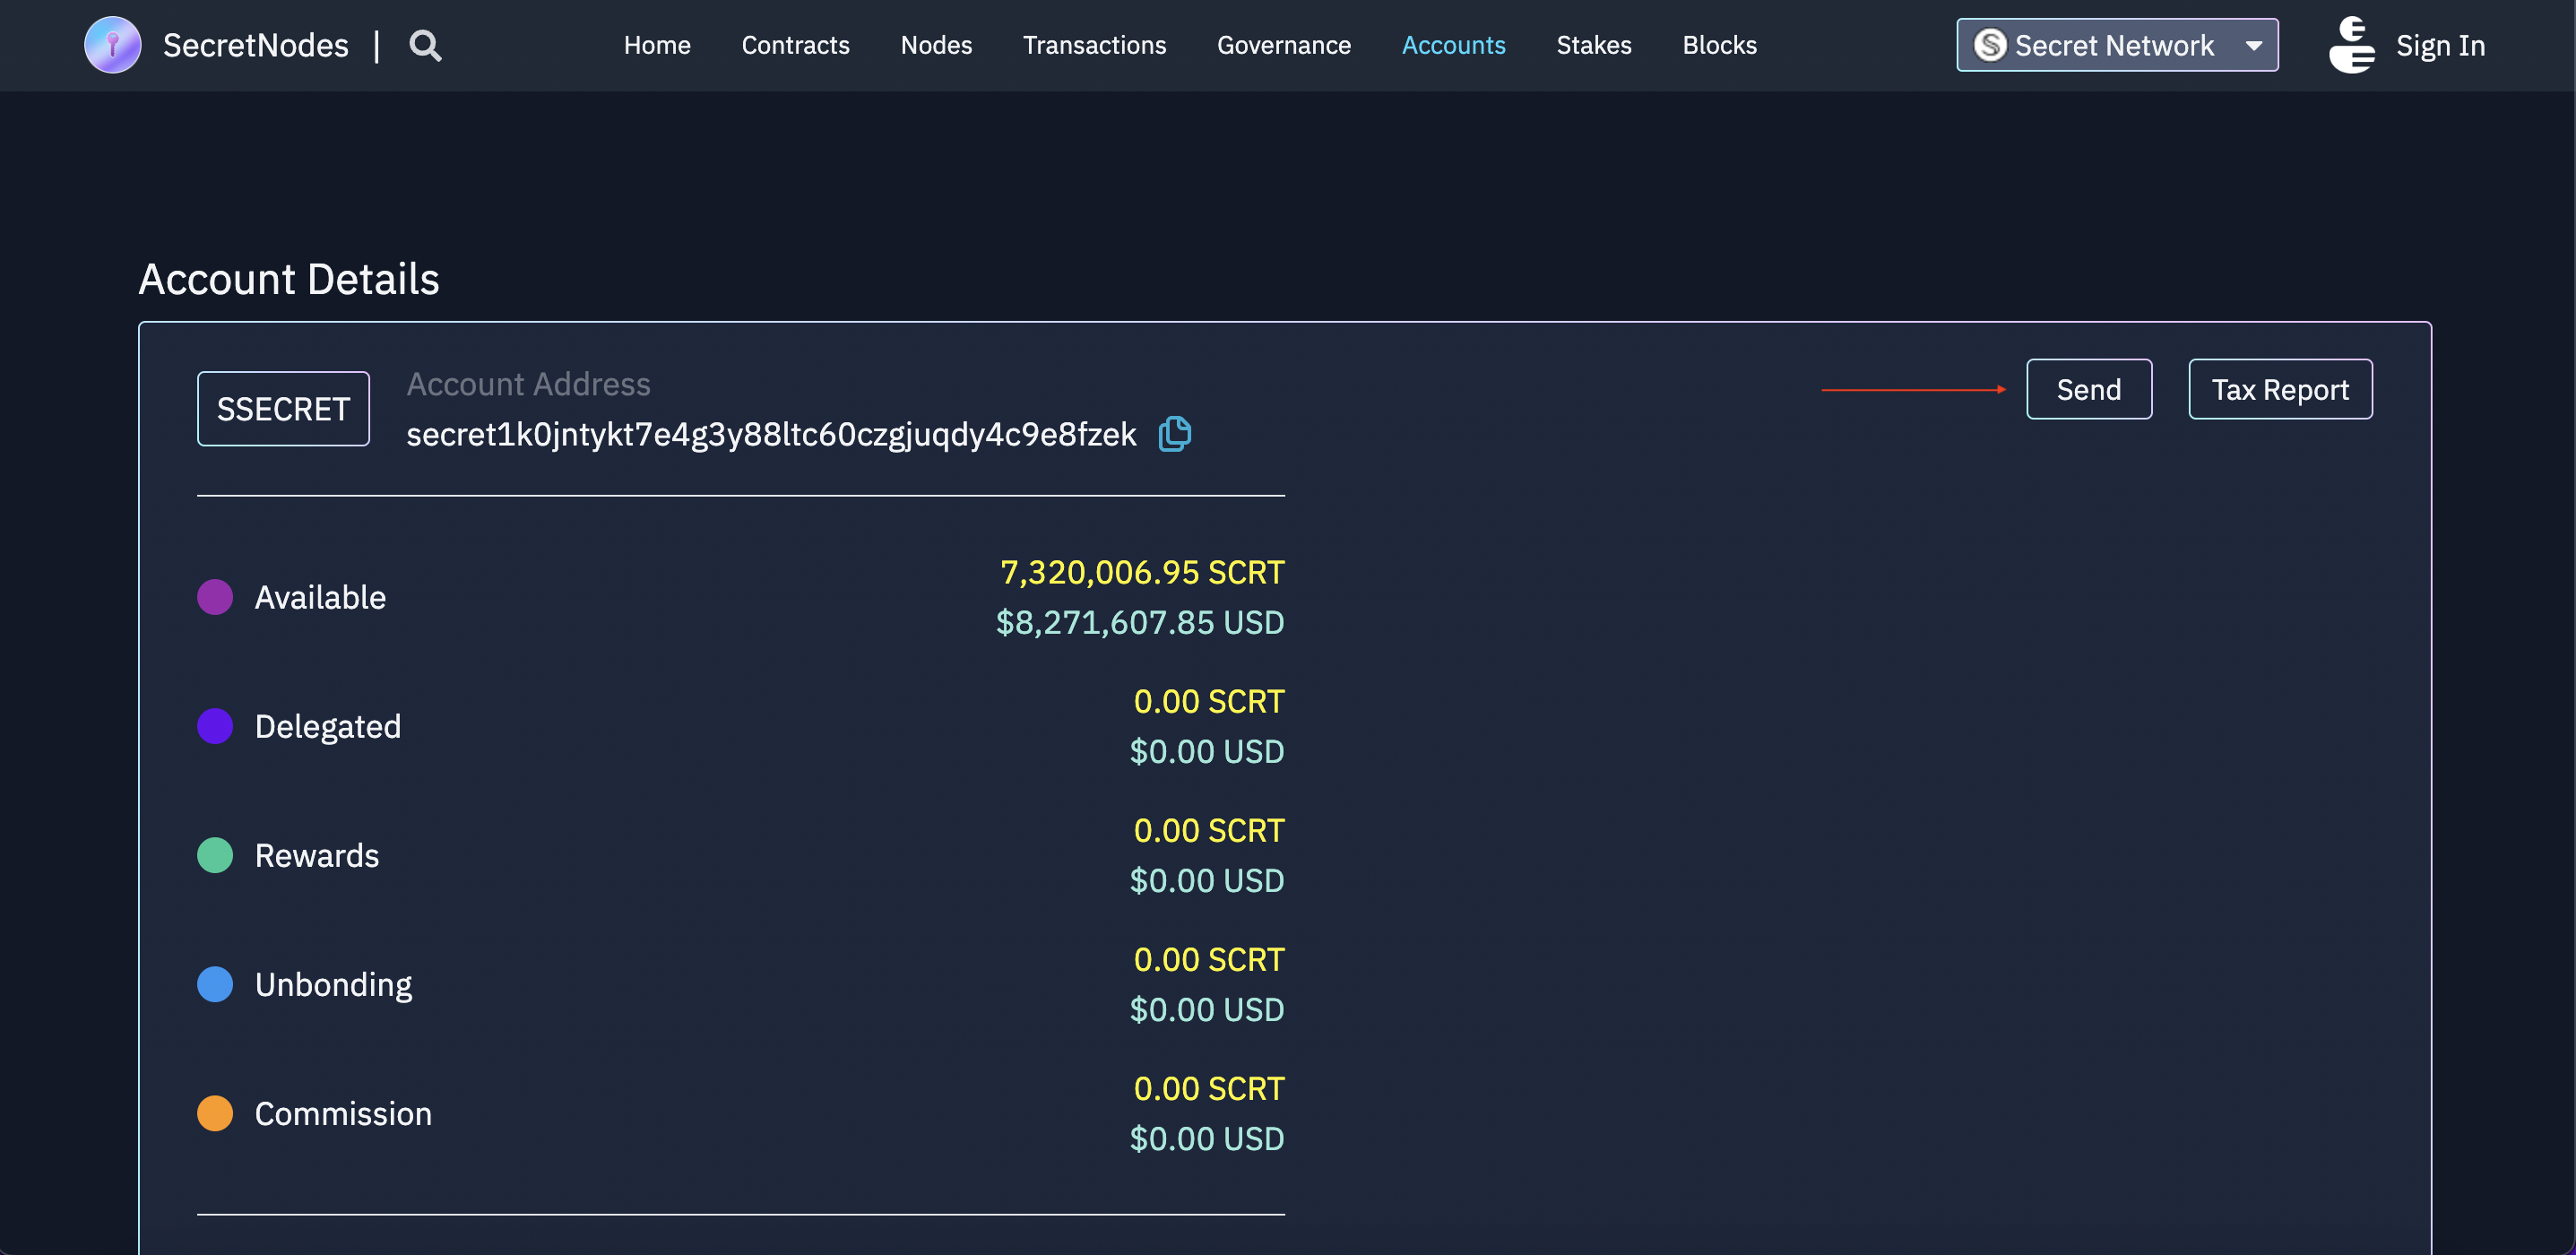 SecretNodes | Home Contracts Nodes Transactions Governance Accounts Stakes Blocks Secret Network Sign In
Account Details
SSECRET
Account Address
secret1k0jntykt7e4g3y88ltc60czgjuqdy4c9e8fzek
Send
Tax Report
Available
7,320,006.95 SCRT
$8,271,607.85 USD
Delegated
0.00 SCRT
$0.00 USD
Rewards
0.00 SCRT
$0.00 USD
Unbonding
0.00 SCRT
$0.00 USD
Commission
0.00 SCRT
$0.00 USD